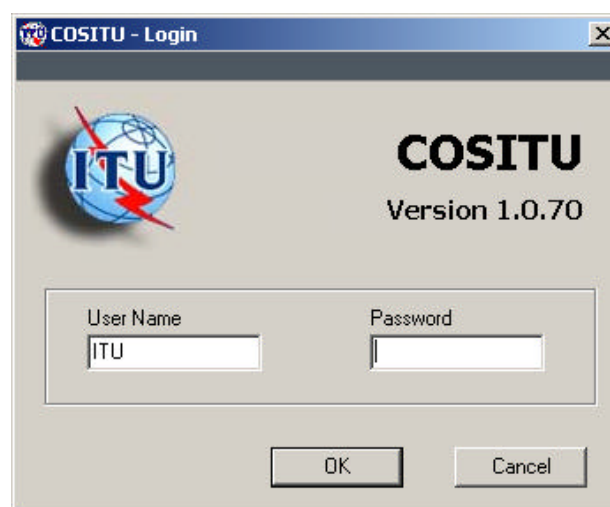 COSITU - Login
ITU
COSITU
Version 1.0.70
User Name
Password
ITU
OK
Cancel